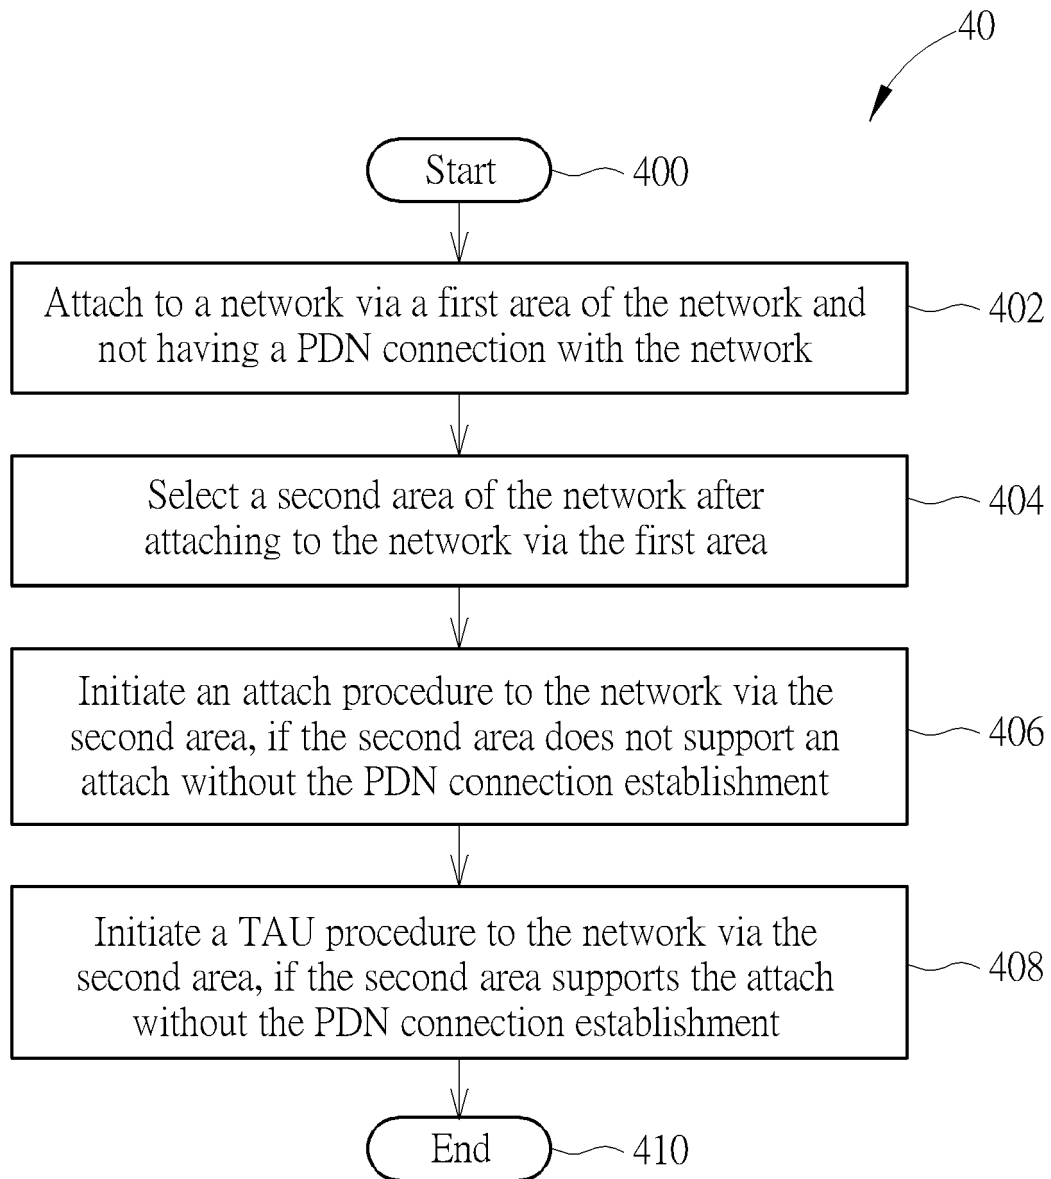 40
Start
400
Attach to a network via a first area of the network and
not having a PDN connection with the network
402
Select a second area of the network after
attaching to the network via the first area
404
Initiate an attach procedure to the network via the
second area, if the second area does not support an
attach without the PDN connection establishment
406
Initiate a TAU procedure to the network via the
second area, if the second area supports the attach
without the PDN connection establishment
408
End
410